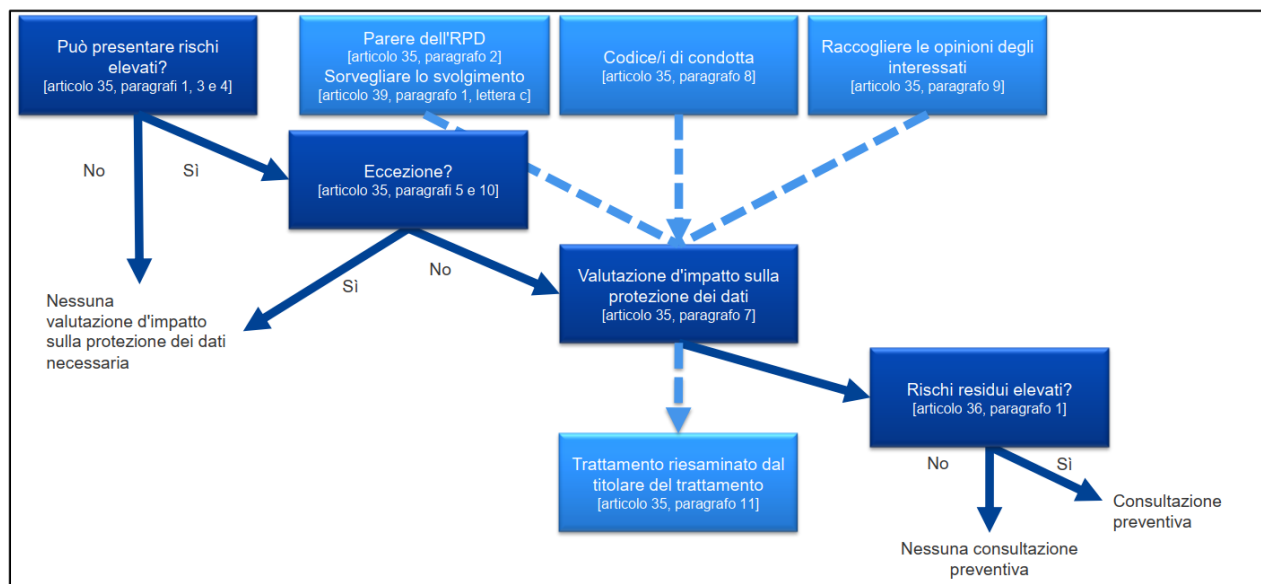 Può presentare rischi
elevati?
[articolo 35, paragrafi 1, 3 e 4]
Parere dell'RPD
[articolo 35, paragrafo 2]
Sorvegliare lo svolgimento
[articolo 39, paragrafo 1, lettera c]
Codice/i di condotta
[articolo 35, paragrafo 8]
Raccogliere le opinioni degli
interessati
[articolo 35, paragrafo 9]
No
Sì
Eccezione?
[articolo 35, paragrafi 5 e 10]
Sì
No
Nessuna
valutazione d'impatto
sulla protezione dei dati
necessaria
Valutazione d'impatto sulla
protezione dei dati
[articolo 35, paragrafo 7]
Rischi residui elevati?
[articolo 36, paragrafo 1]
Trattamento riesaminato dal
titolare del trattamento
[articolo 35, paragrafo 11]
No
Sì
Consultazione
preventiva
Nessuna consultazione
preventiva